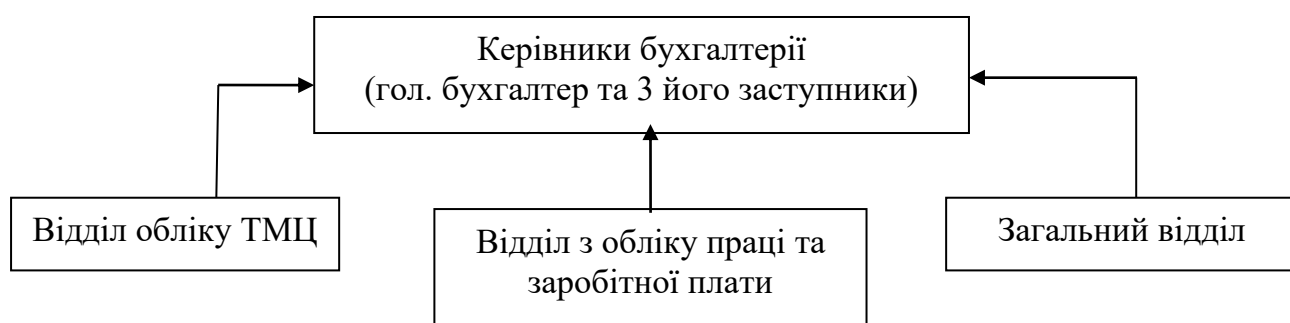 Керівники бухгалтерії
(гол. бухгалтер та 3 його заступники)
Відділ обліку ТМЦ
Відділ з обліку праці та
заробітної плати
Загальний відділ